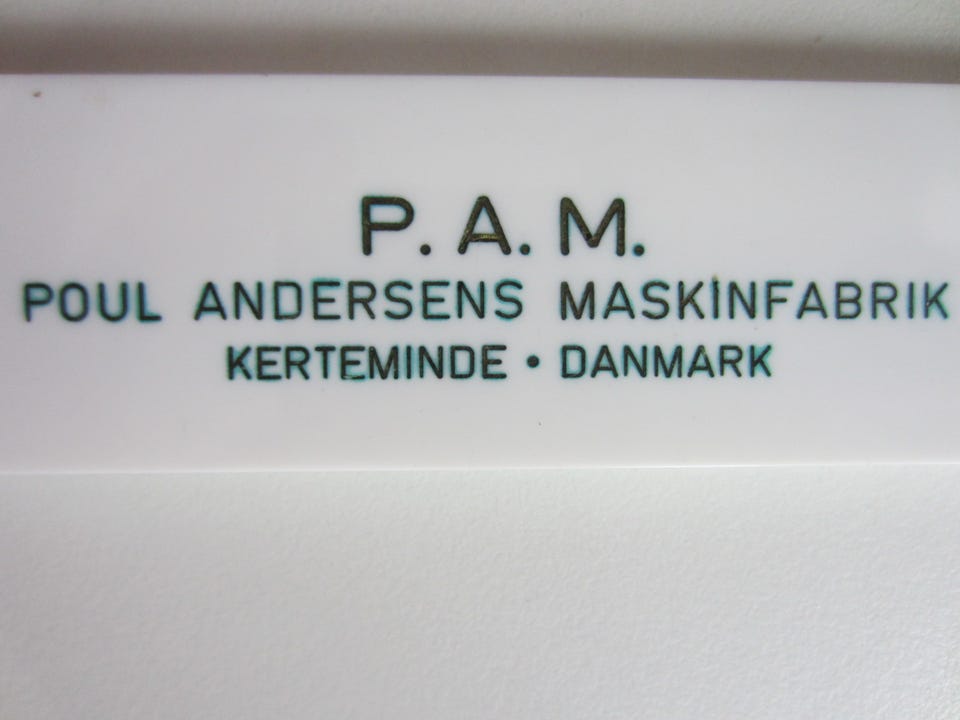 P. A. M.
POUL ANDERSENS MASKINFABRIK
KERTEMINDE • DANMARK